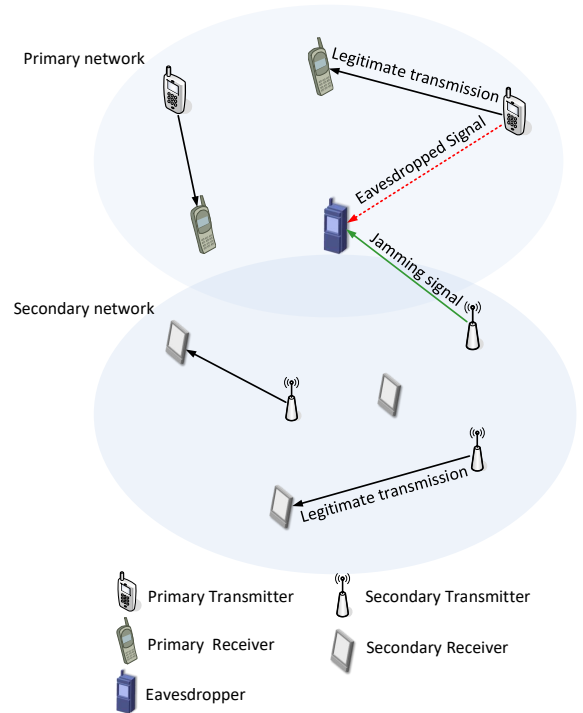 Primary network
Legitimate transmission
Eavesdropped Signal
Jamming signal
Secondary network
Legitimate transmission
Primary Transmitter
Secondary Transmitter
Primary Receiver
Secondary Receiver
Eavesdropper